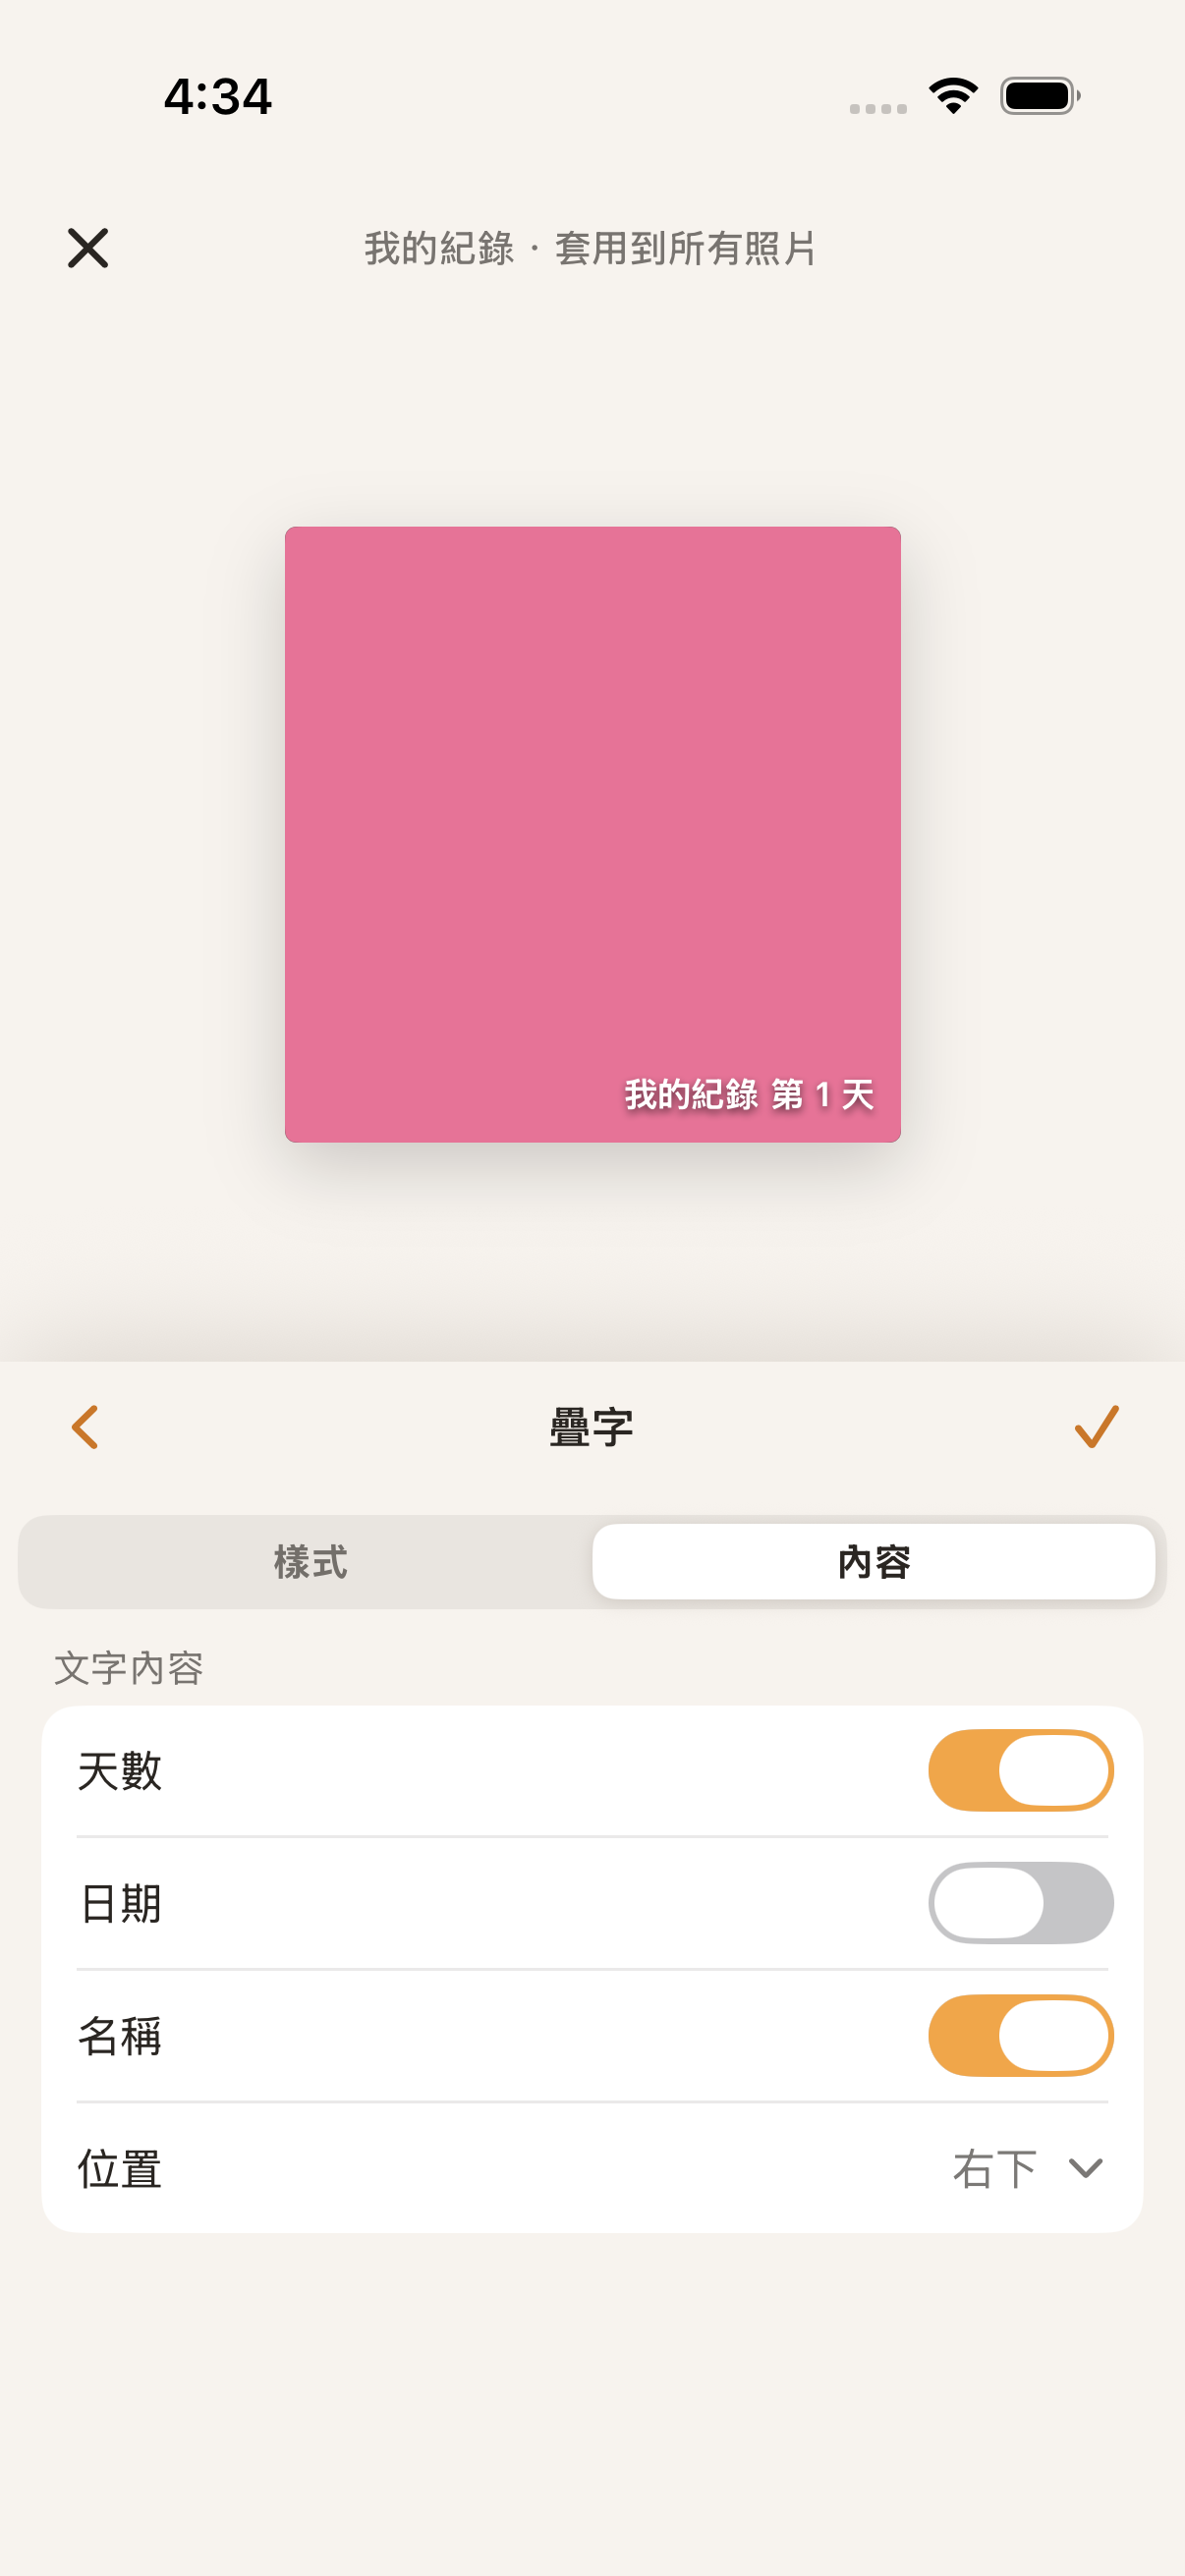 4:34
我的紀錄 · 套用到所有照片
我的紀錄 第 1 天
疊字
樣式
內容
文字內容
天數
日期
名稱
位置 右下